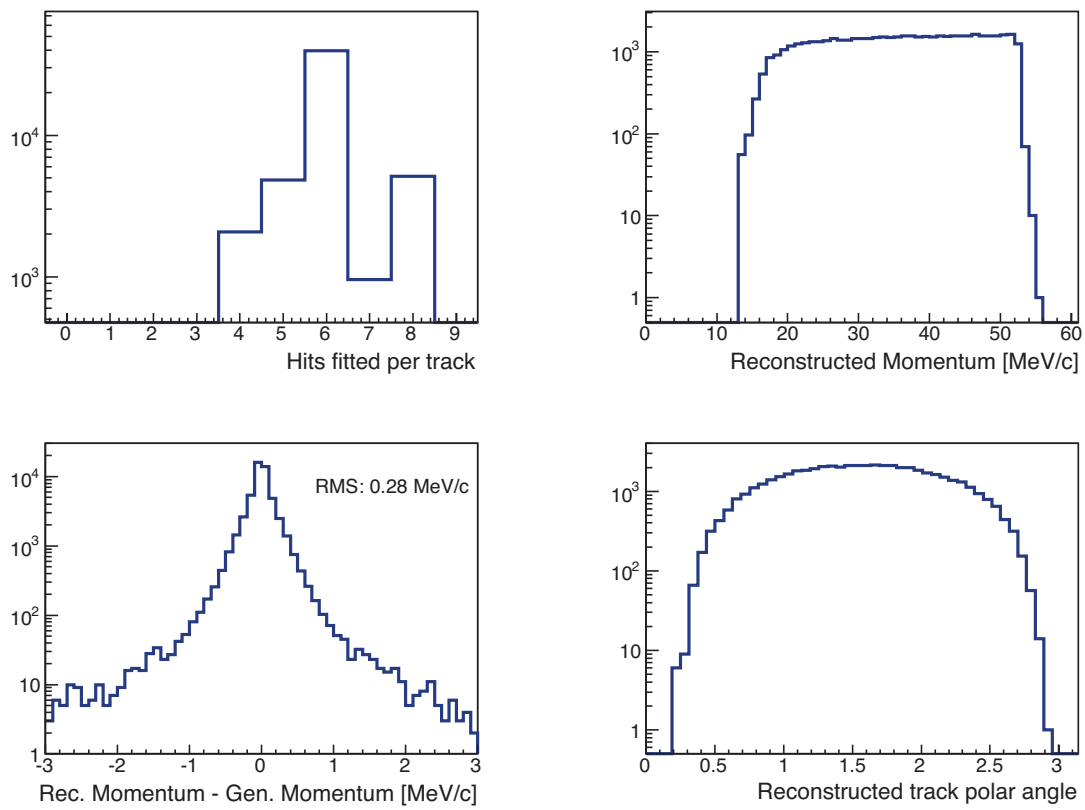 10^4
10^3
0 1 2 3 4 5 6 7 8 9
Hits fitted per track
10^3
10^2
10
1
0 10 20 30 40 50 60
Reconstructed Momentum [MeV/c]
10^4
10^3
10^2
10
1
RMS: 0.28 MeV/c
-3 -2 -1 0 1 2 3
Rec. Momentum - Gen. Momentum [MeV/c]
10^3
10^2
10
1
0 0.5 1 1.5 2 2.5 3
Reconstructed track polar angle